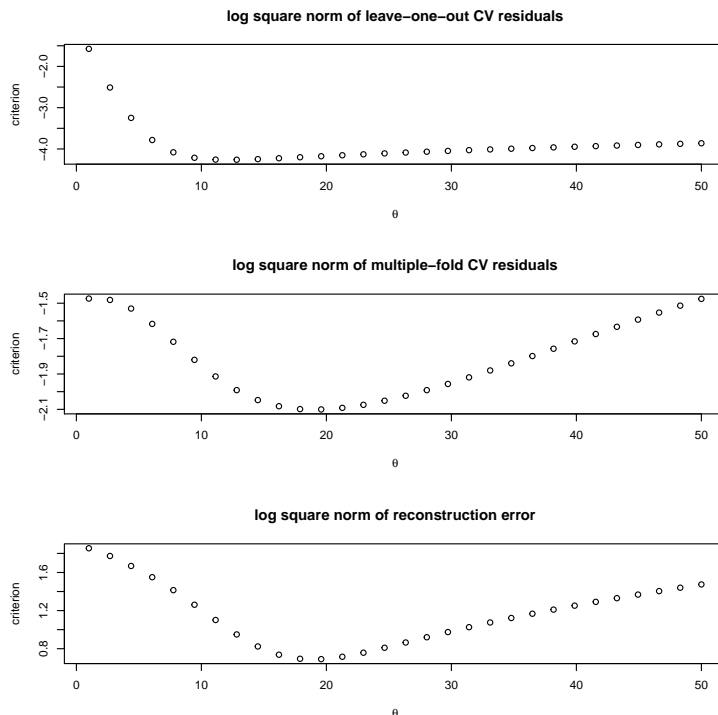 log square norm of leave−one−out CV residuals
criterion
−2.0
−3.0
−4.0
0 10 20 30 40 50
θ
log square norm of multiple−fold CV residuals
criterion
−1.5
−1.7
−1.9
−2.1
0 10 20 30 40 50
θ
log square norm of reconstruction error
criterion
1.6
1.2
0.8
0 10 20 30 40 50
θ